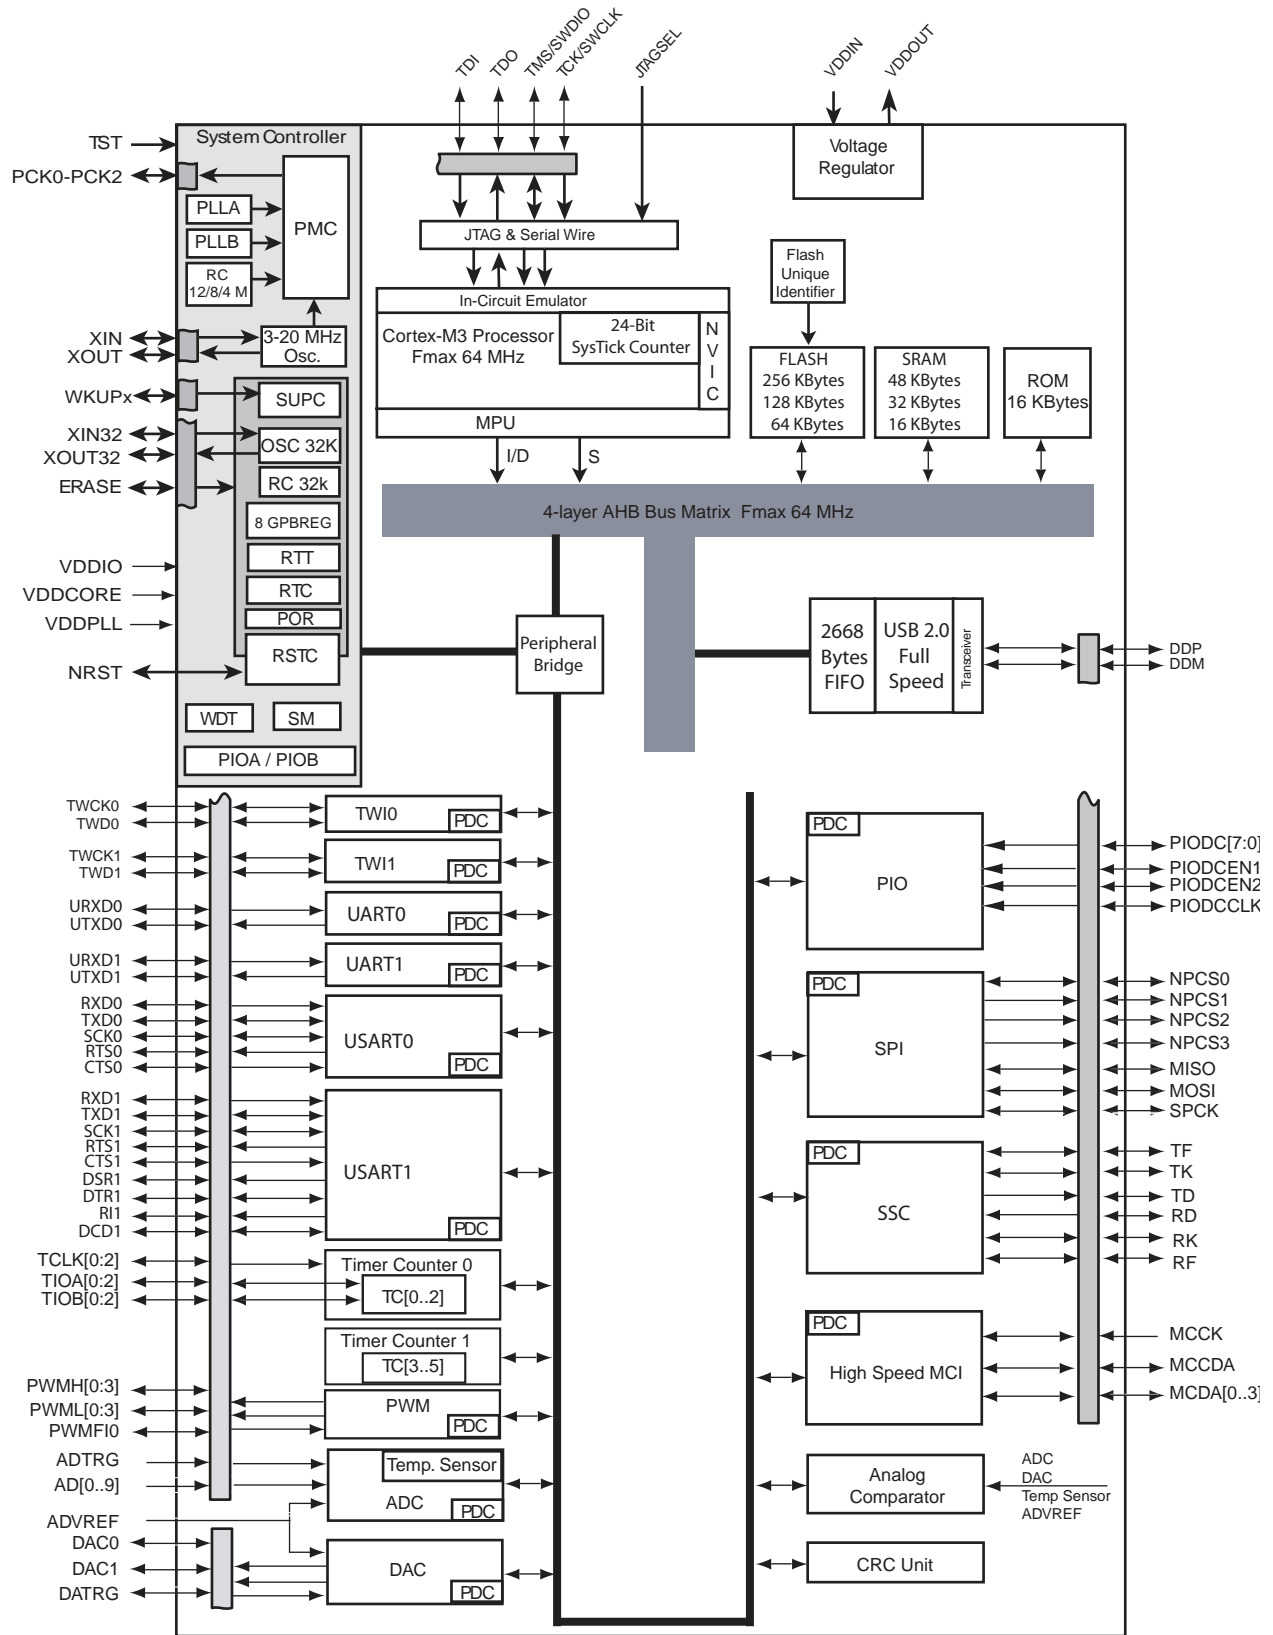 TDI
TDO
TMS/SWDIO
TCK/SWCLK
JTAGSEL
VDDIN
VDDOUT
TST
PCK0-PCK2
XIN
XOUT
WKUPx
XIN32
XOUT32
ERASE
VDDIO
VDDCORE
VDDPLL
NRST
System Controller
PLLA
PLLB
RC
12/8/4 M
PMC
3-20 MHz
Osc.
SUPC
OSC 32K
RC 32k
8 GPBREG
RTT
RTC
POR
RSTC
WDT
SM
PIOA / PIOB
JTAG & Serial Wire
In-Circuit Emulator
Cortex-M3 Processor
Fmax 64 MHz
24-Bit
SysTick Counter
N
V
I
C
MPU
I/D
S
Voltage
Regulator
Flash
Unique
Identifier
FLASH
256 KBytes
128 KBytes
64 KBytes
SRAM
48 KBytes
32 KBytes
16 KBytes
ROM
16 KBytes
4-layer AHB Bus Matrix Fmax 64 MHz
Peripheral
Bridge
2668
Bytes
FIFO
USB 2.0
Full
Speed
Transceiver
DDP
DDM
TWCK0
TWD0
TWI0
PDC
TWCK1
TWD1
TWI1
PDC
URXD0
UTXD0
UART0
PDC
URXD1
UTXD1
UART1
PDC
RXD0
TXD0
SCK0
RTS0
CTS0
USART0
PDC
RXD1
TXD1
SCK1
RTS1
CTS1
DSR1
DTR1
RI1
DCD1
USART1
PDC
TCLK[0:2]
TIOA[0:2]
TIOB[0:2]
Timer Counter 0
TC[0..2]
Timer Counter 1
TC[3..5]
PWMH[0:3]
PWML[0:3]
PWMFI0
PWM
PDC
ADTRG
AD[0..9]
ADVREF
Temp. Sensor
ADC
PDC
DAC0
DAC1
DATRG
DAC
PDC
PDC
PIO
PIODC[7:0]
PIODCEN1
PIODCEN2
PIODCCLK
PDC
SPI
NPCS0
NPCS1
NPCS2
NPCS3
MISO
MOSI
SPCK
PDC
SSC
TF
TK
TD
RD
RK
RF
PDC
High Speed MCI
MCCK
MCCDA
MCDA[0..3]
Analog
Comparator
ADC
DAC
Temp Sensor
ADVREF
CRC Unit